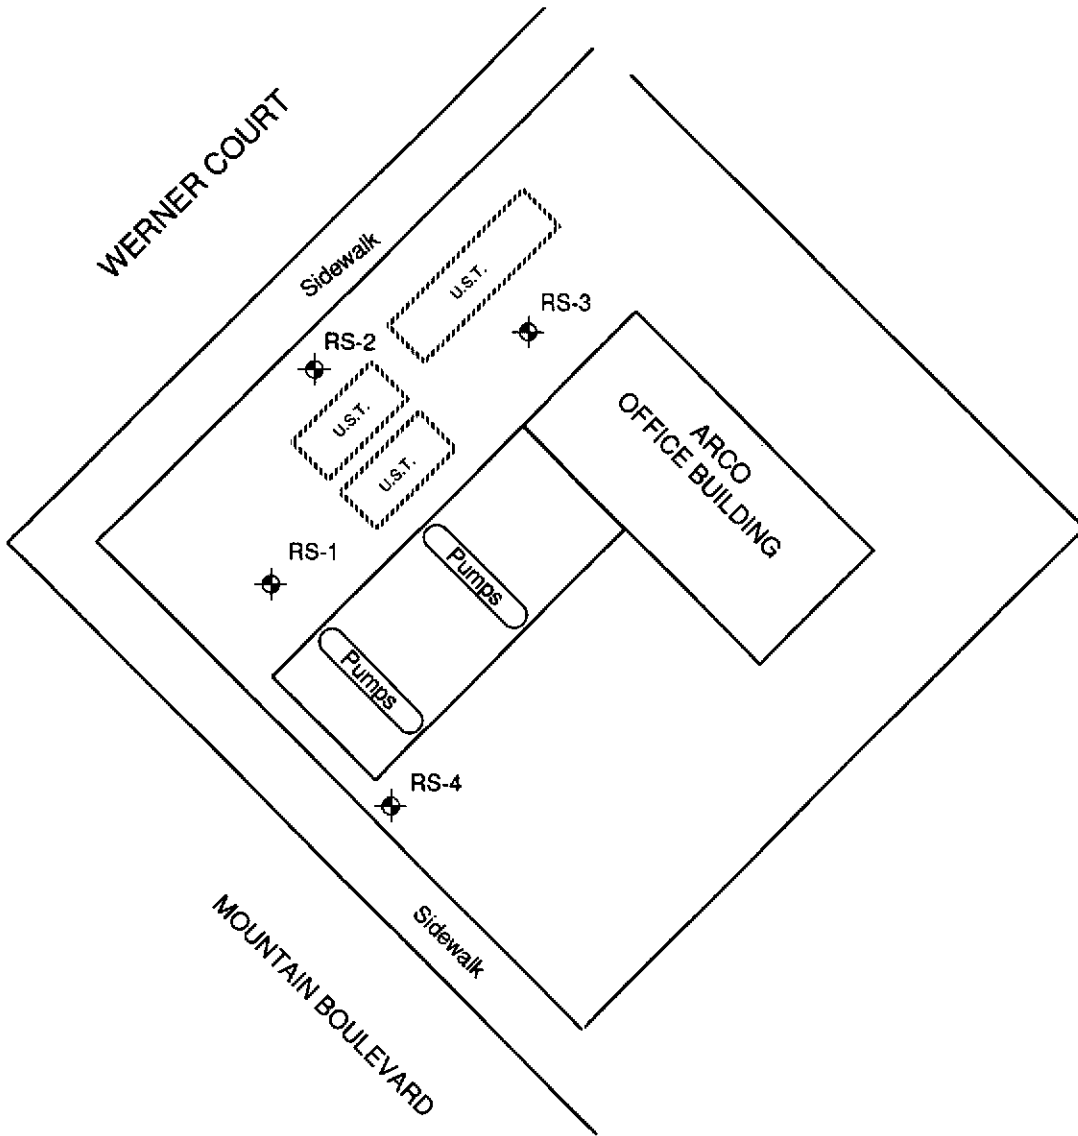 WERNER COURT
Sidewalk
U.S.T.
RS-3
RS-2
U.S.T.
U.S.T.
ARCO
OFFICE BUILDING
RS-1
Pumps
Pumps
RS-4
Sidewalk
MOUNTAIN BOULEVARD